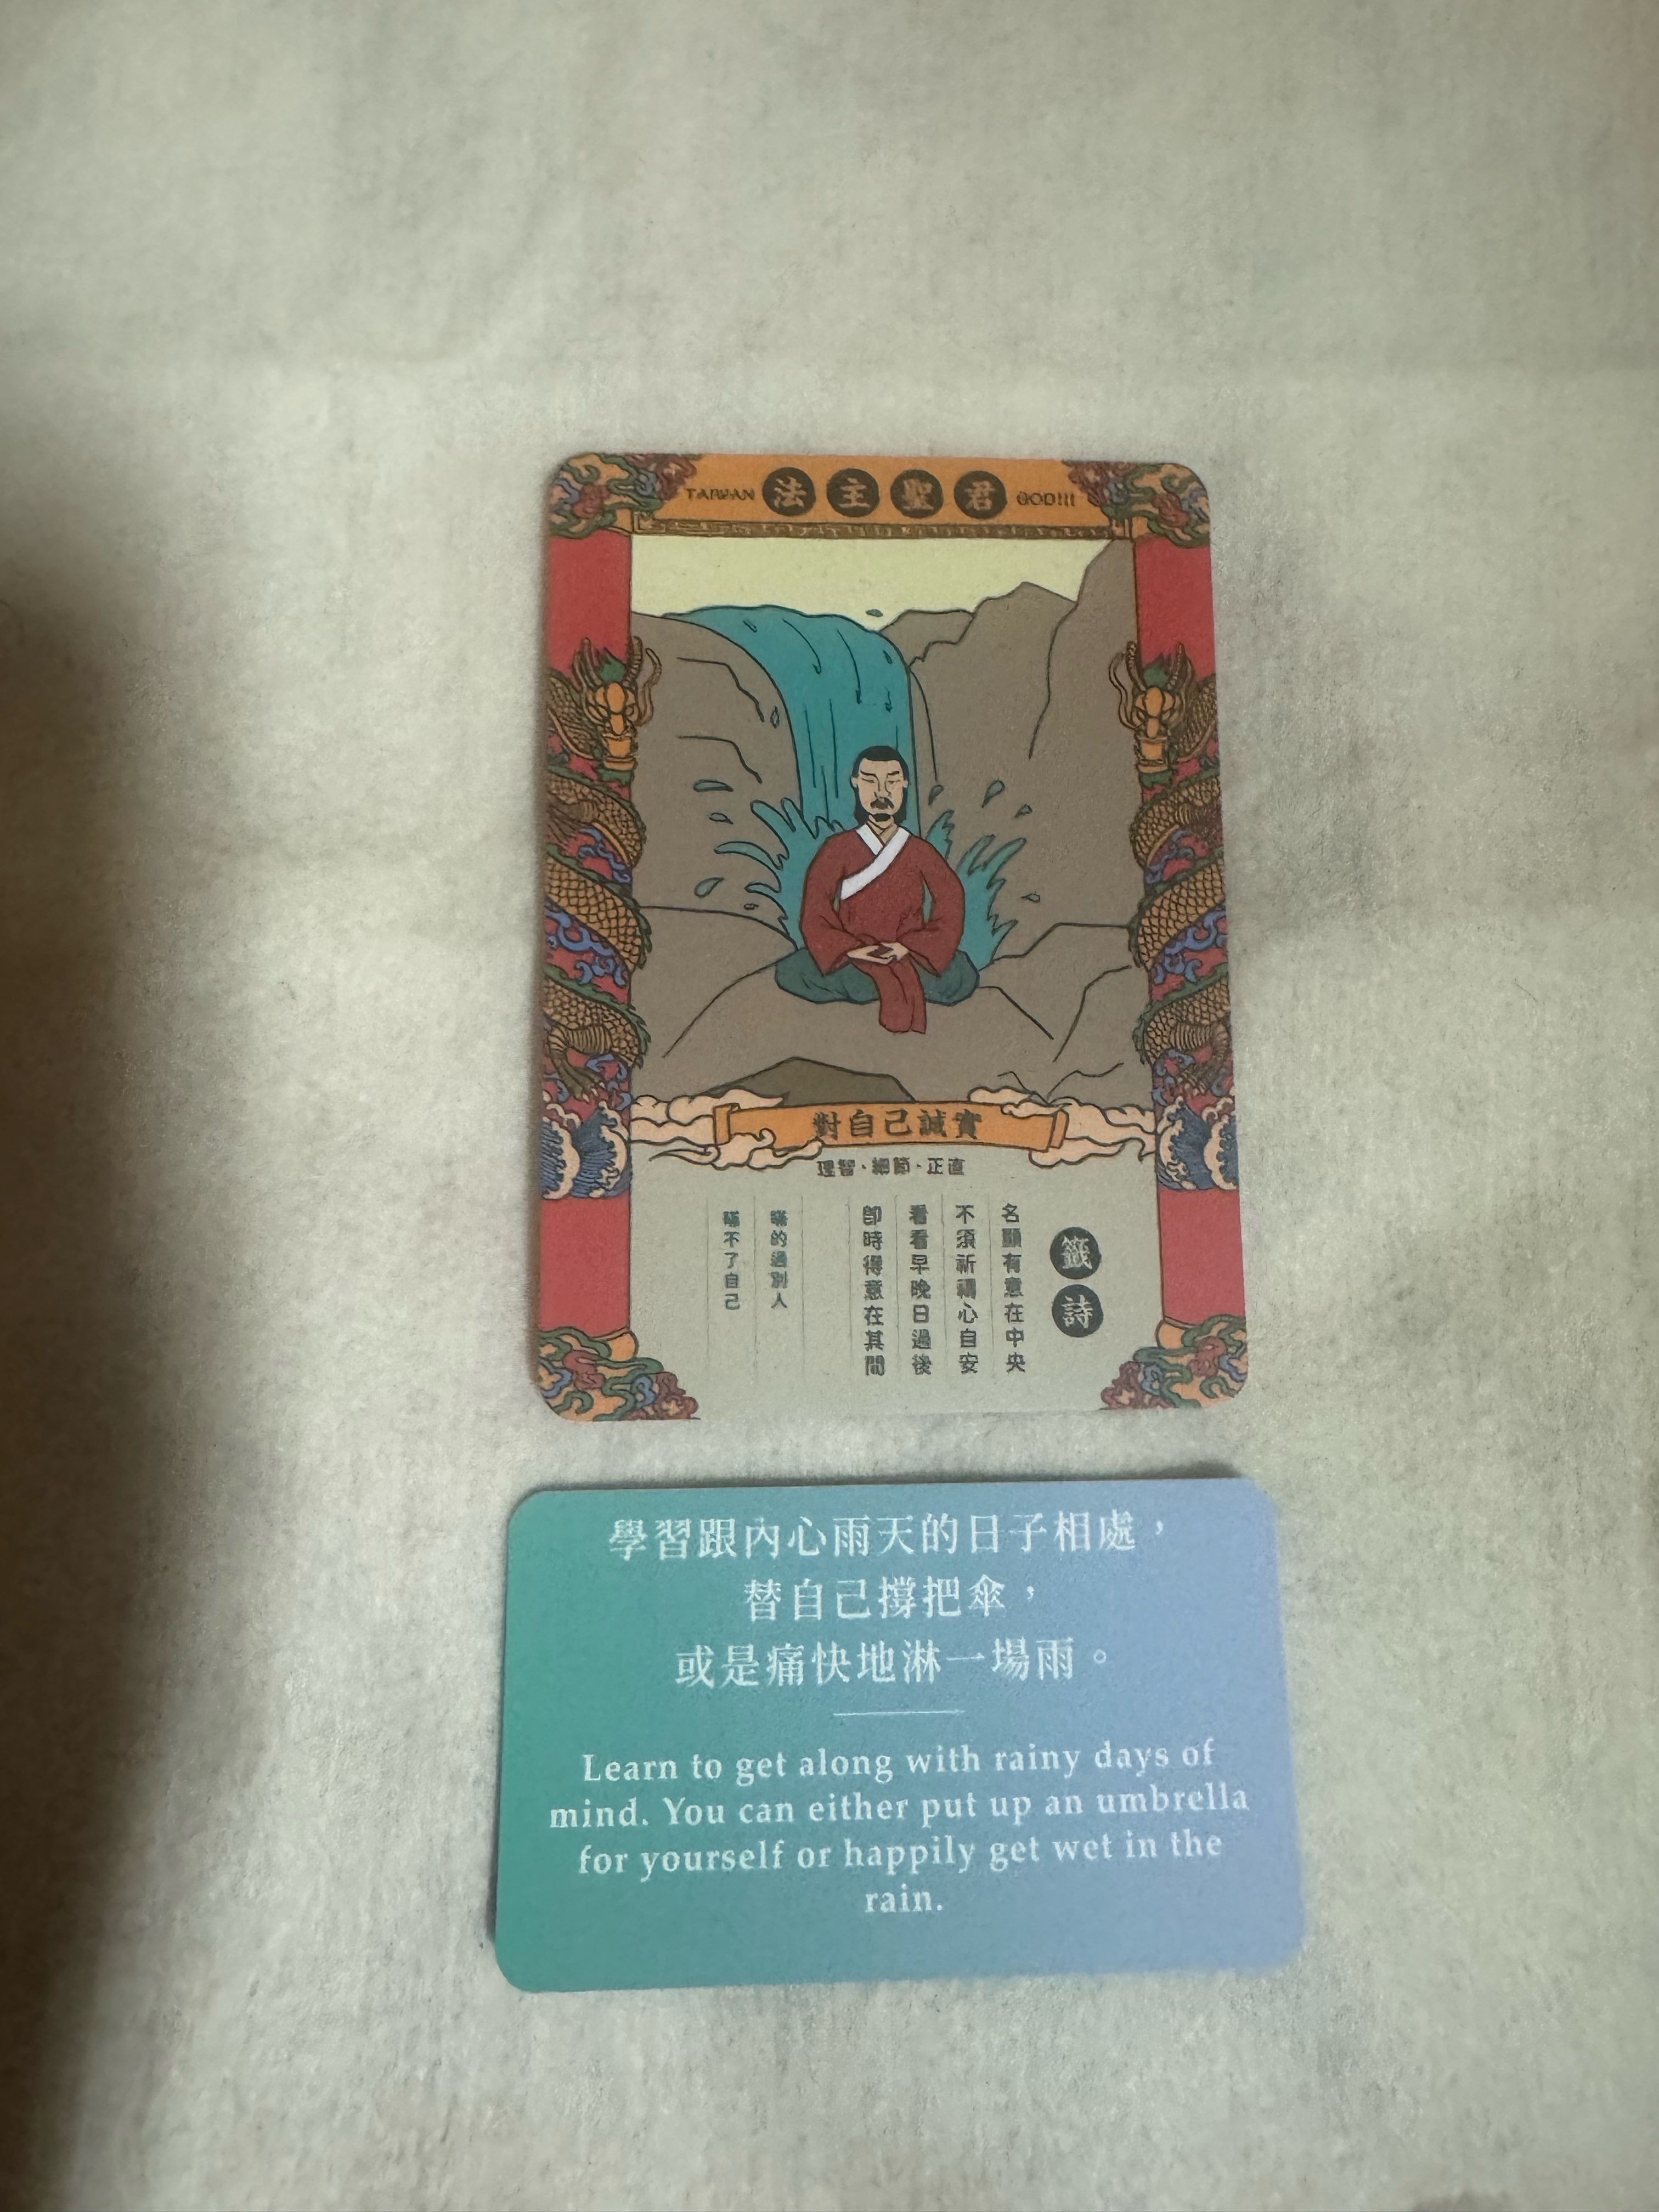 TAIWAN 法主聖君 GOD!!!
對自己誠實
理智、細節、正直
籤詩
名顯有意在中央
不須祈禱心自安
看看早晚日過後
即時得意在其間
瞞的過別人
瞞不了自己
學習跟內心雨天的日子相處，
替自己撐把傘，
或是痛快地淋一場雨。
Learn to get along with rainy days of
mind. You can either put up an umbrella
for yourself or happily get wet in the
rain.